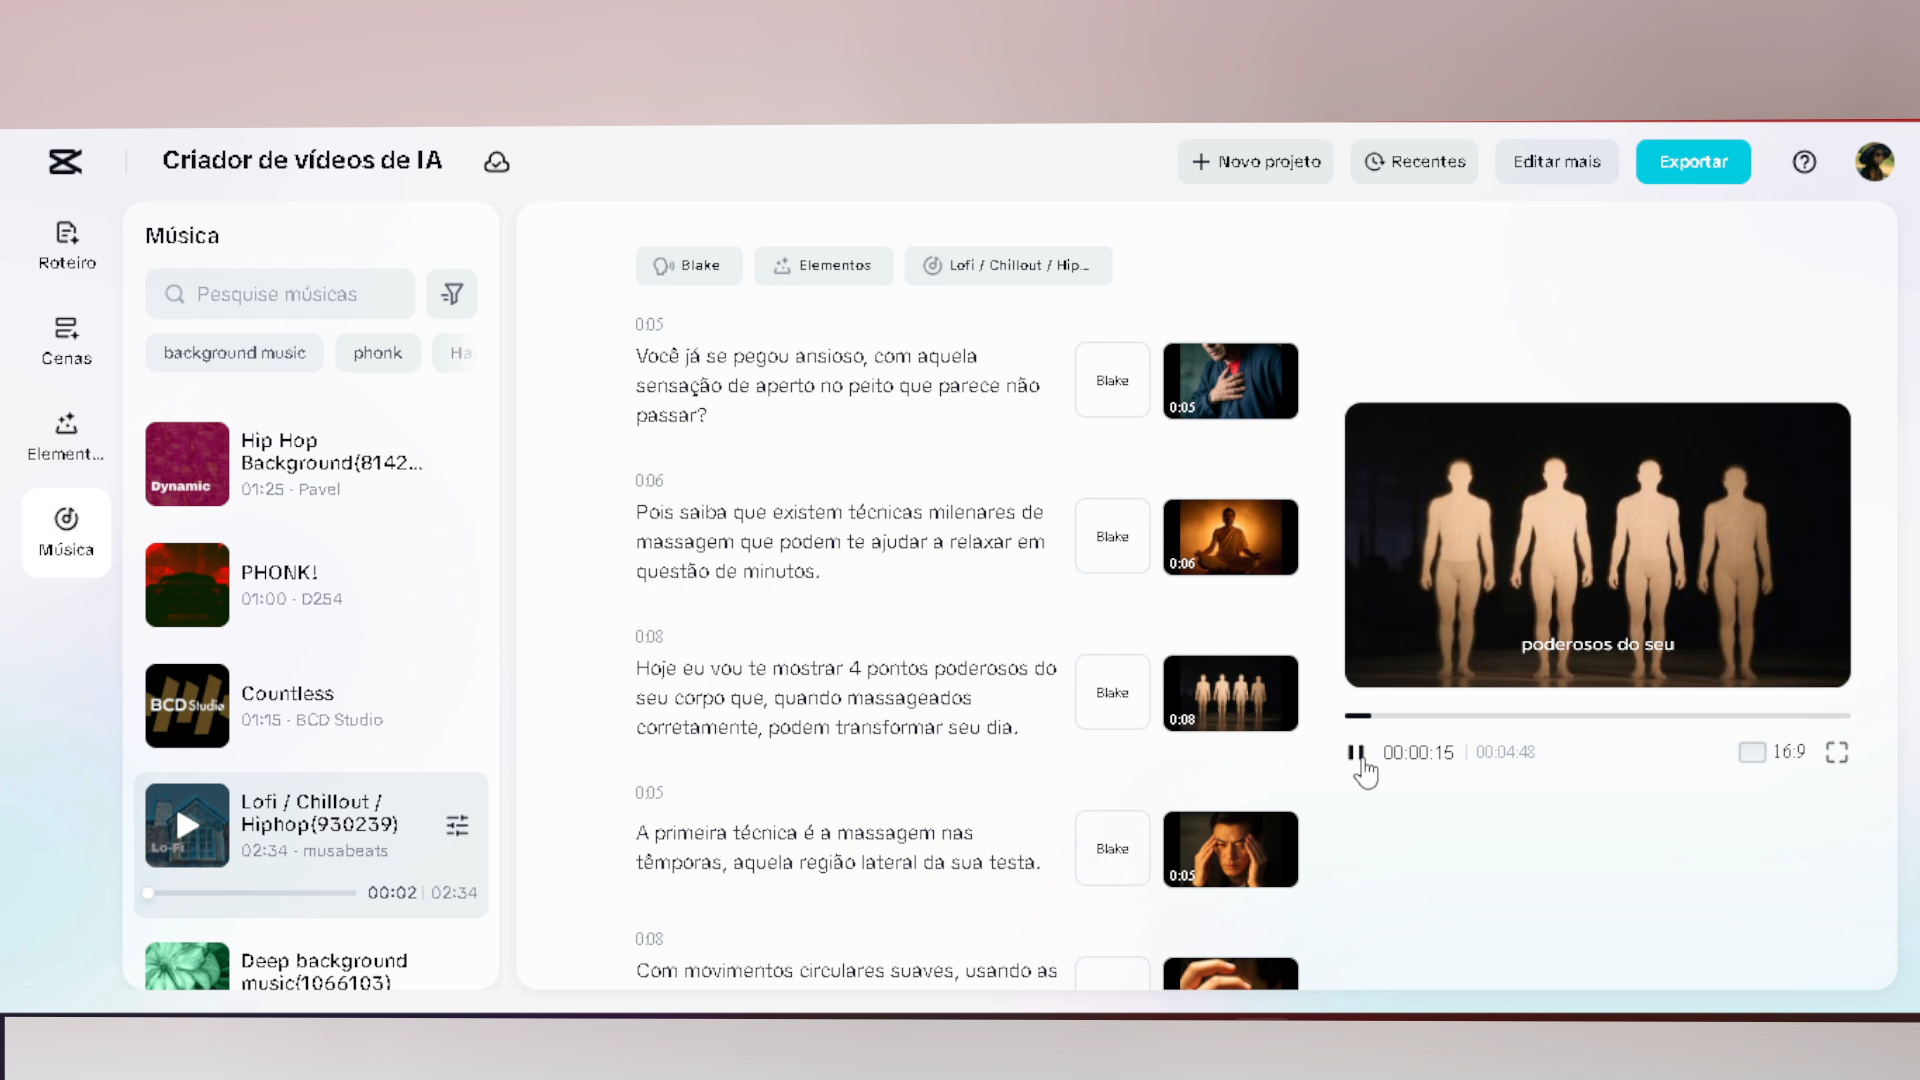 Criador de vídeos de IA
Novo projeto
Recentes
Editar mais
Exportar
Roteiro
Cenas
Element...
Música
Música
Pesquise músicas
background music
phonk
Ha
Dynamic
Hip Hop
Background(8142...
01:25 - Pavel
PHONK!
01:00 - D254
BCD Studio
Countless
01:15 - BCD Studio
Lo-Fi
Lofi / Chillout /
Hiphop(930239)
02:34 - musabeats
00:02 | 02:34
Deep background
music(1066103)
Blake
Elementos
Lofi / Chillout / Hip...
0:05
Você já se pegou ansioso, com aquela
sensação de aperto no peito que parece não
passar?
Blake
0:05
0:06
Pois saiba que existem técnicas milenares de
massagem que podem te ajudar a relaxar em
questão de minutos.
Blake
0:06
0:08
Hoje eu vou te mostrar 4 pontos poderosos do
seu corpo que, quando massageados
corretamente, podem transformar seu dia.
Blake
0:08
0:05
A primeira técnica é a massagem nas
têmporas, aquela região lateral da sua testa.
Blake
0:05
0:08
Com movimentos circulares suaves, usando as
poderosos do seu
00:00:15 | 00:04:48
16:9